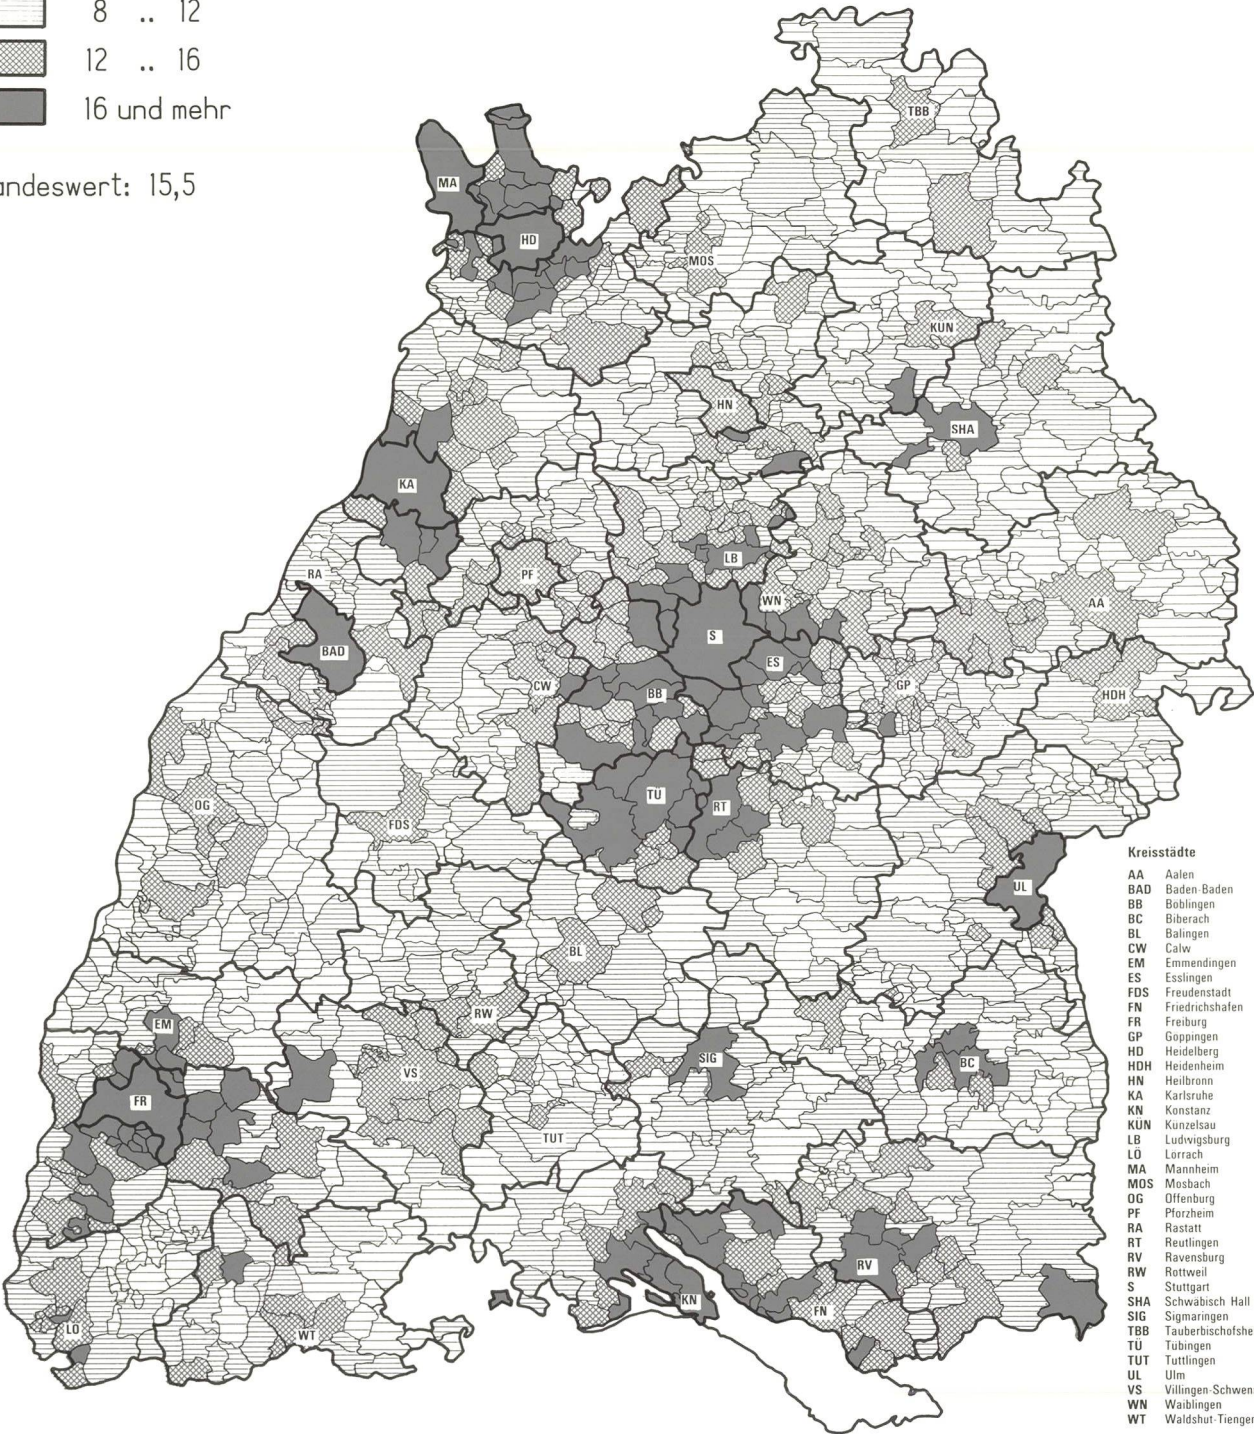 8 .. 12
12 .. 16
16 und mehr
andeswert: 15,5
TBB
MA
HD
MOS
KÜN
HN
SHA
KA
LB
RA
PF
WN
AA
S
BAD
ES
CW
BB
GP
HDH
OG
TÜ
RT
FDS
UL
BL
RW
EM
SIG
BC
VS
FR
TUT
RV
KN
FN
LÖ
WT
Kreisstädte
AA Aalen
BAD Baden-Baden
BB Böblingen
BC Biberach
BL Balingen
CW Calw
EM Emmendingen
ES Esslingen
FDS Freudenstadt
FN Friedrichshafen
FR Freiburg
GP Göppingen
HD Heidelberg
HDH Heidenheim
HN Heilbronn
KA Karlsruhe
KN Konstanz
KÜN Künzelsau
LB Ludwigsburg
LÖ Lörrach
MA Mannheim
MOS Mosbach
OG Offenburg
PF Pforzheim
RA Rastatt
RT Reutlingen
RV Ravensburg
RW Rottweil
S Stuttgart
SHA Schwäbisch Hall
SIG Sigmaringen
TBB Tauberbischofshe
TÜ Tübingen
TUT Tuttlingen
UL Ulm
VS Villingen-Schwen
WN Waiblingen
WT Waldshut-Tiengen